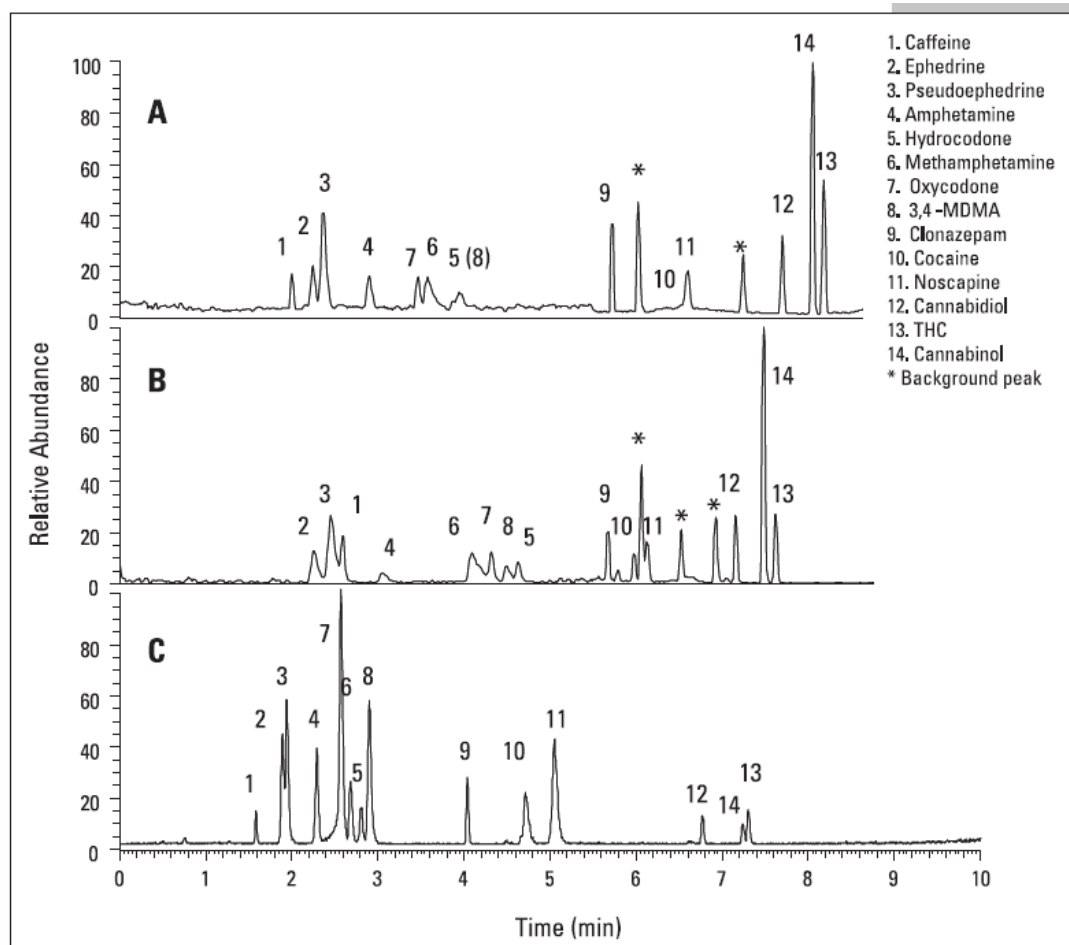 1. Caffeine
2. Ephedrine
3. Pseudoephedrine
4. Amphetamine
5. Hydrocodone
6. Methamphetamine
7. Oxycodone
8. 3,4-MDMA
9. Clonazepam
10. Cocaine
11. Noscapine
12. Cannabidiol
13. THC
14. Cannabinol
* Background peak
Relative Abundance
A
100
80
60
40
20
0
1
2
3
4
7
6
5 (8)
9
*
10
11
*
12
14
13
B
80
60
40
20
0
2
3
1
4
6
7
8
5
9
10
*
11
*
*
12
14
13
C
80
60
40
20
0
1
2
3
4
7
6
5
8
9
10
11
12
14
13
0 1 2 3 4 5 6 7 8 9 10
Time (min)